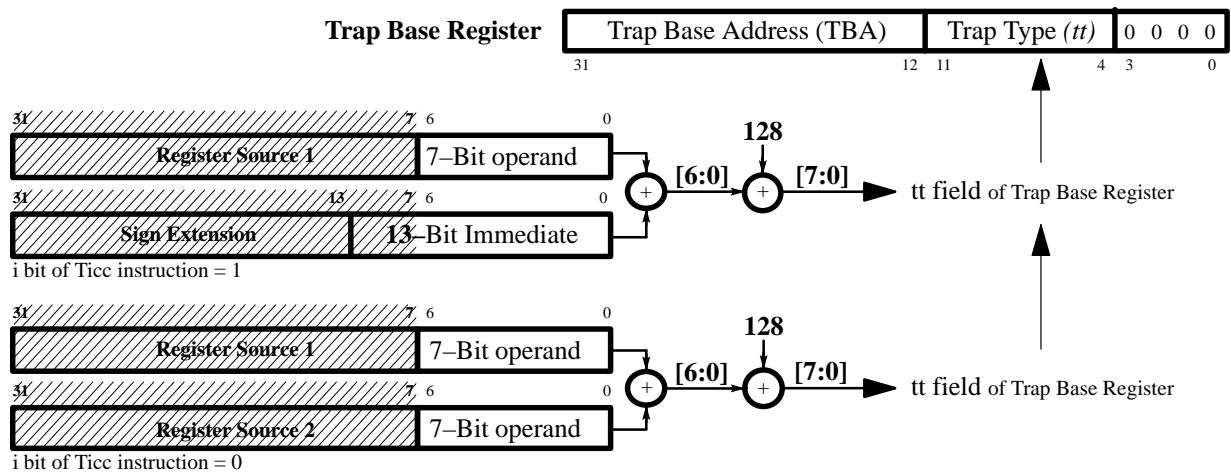 Trap Base Register Trap Base Address (TBA) Trap Type (tt) 0 0 0 0
31 12 11 4 3 0
31 7 6 0
Register Source 1 7–Bit operand
128
+ [6:0] + [7:0] tt field of Trap Base Register
31 13 7 6 0
Sign Extension 13–Bit Immediate
i bit of Ticc instruction = 1
31 7 6 0
Register Source 1 7–Bit operand
128
+ [6:0] + [7:0] tt field of Trap Base Register
31 7 6 0
Register Source 2 7–Bit operand
i bit of Ticc instruction = 0